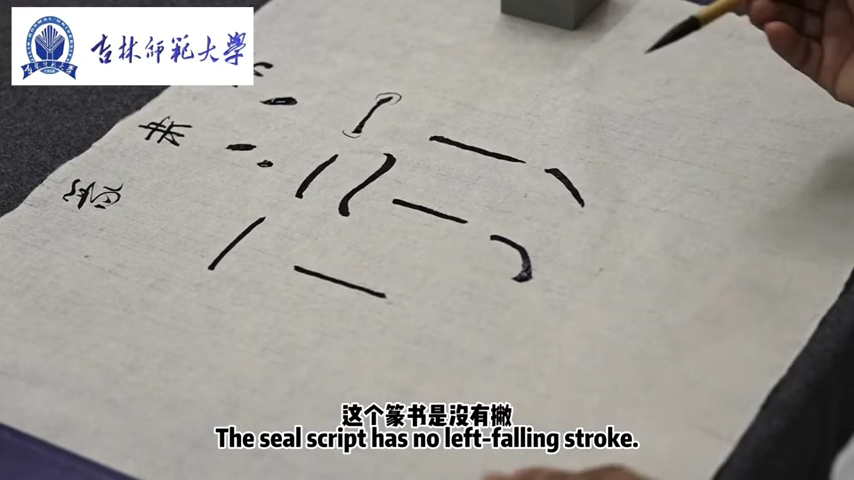 吉林师範大學
这个篆书是没有撇
The seal script has no left-falling stroke.